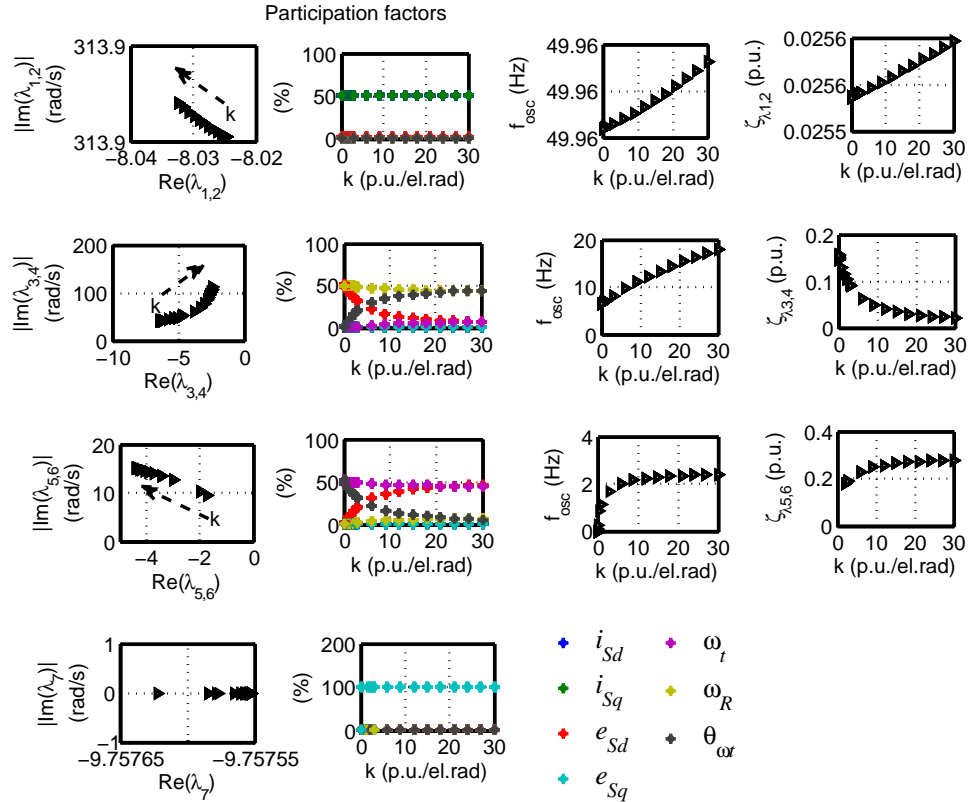 Participation factors
|Im(λ1,2)|
(rad/s)
313.9
313.9
−8.04 −8.03 −8.02
k
Re(λ1,2)
(%)
100
50
0
0 10 20 30
k (p.u./el.rad)
fosc (Hz)
49.96
49.96
49.96
0 10 20 30
k (p.u./el.rad)
ζλ1,2 (p.u.)
0.0256
0.0256
0.0255
0 10 20 30
k (p.u./el.rad)
|Im(λ3,4)|
(rad/s)
200
100
0
−10 −5 0
k
Re(λ3,4)
(%)
100
50
0
0 10 20 30
k (p.u./el.rad)
fosc (Hz)
20
10
0
0 10 20 30
k (p.u./el.rad)
ζλ3,4 (p.u.)
0.2
0.1
0
0 10 20 30
k (p.u./el.rad)
|Im(λ5,6)|
(rad/s)
20
10
0
−4 −2 0
k
Re(λ5,6)
(%)
100
50
0
0 10 20 30
k (p.u./el.rad)
fosc (Hz)
4
2
0
0 10 20 30
k (p.u./el.rad)
ζλ5,6 (p.u.)
0.4
0.2
0
0 10 20 30
k (p.u./el.rad)
|Im(λ7)|
(rad/s)
1
0
−1
−9.75765 −9.75755
Re(λ7)
(%)
200
100
0
0 10 20 30
k (p.u./el.rad)
iSd
iSq
eSd
eSq
ωt
ωR
θωt